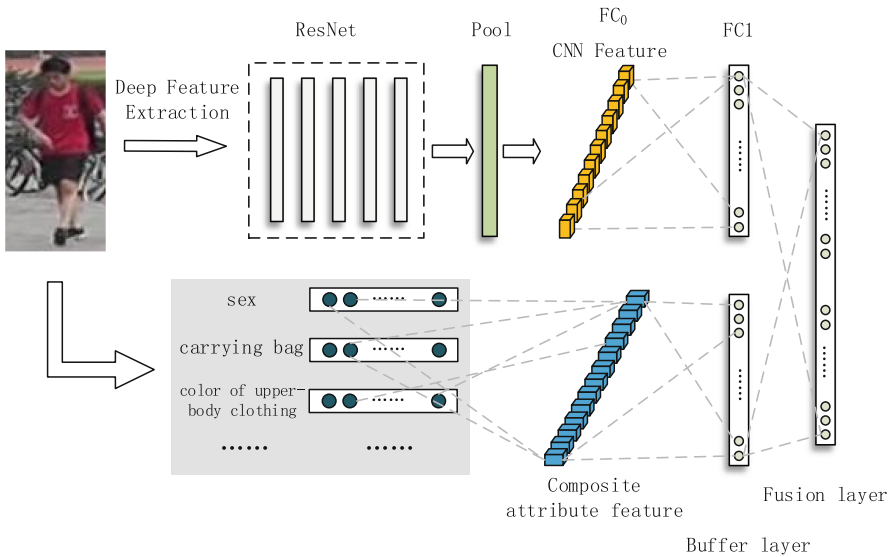 ResNet
Pool
FC0
CNN Feature
FC1
Deep Feature
Extraction
sex
······
carrying bag
······
color of upper-
body clothing
······
······
······
Composite
attribute feature
Fusion layer
Buffer layer